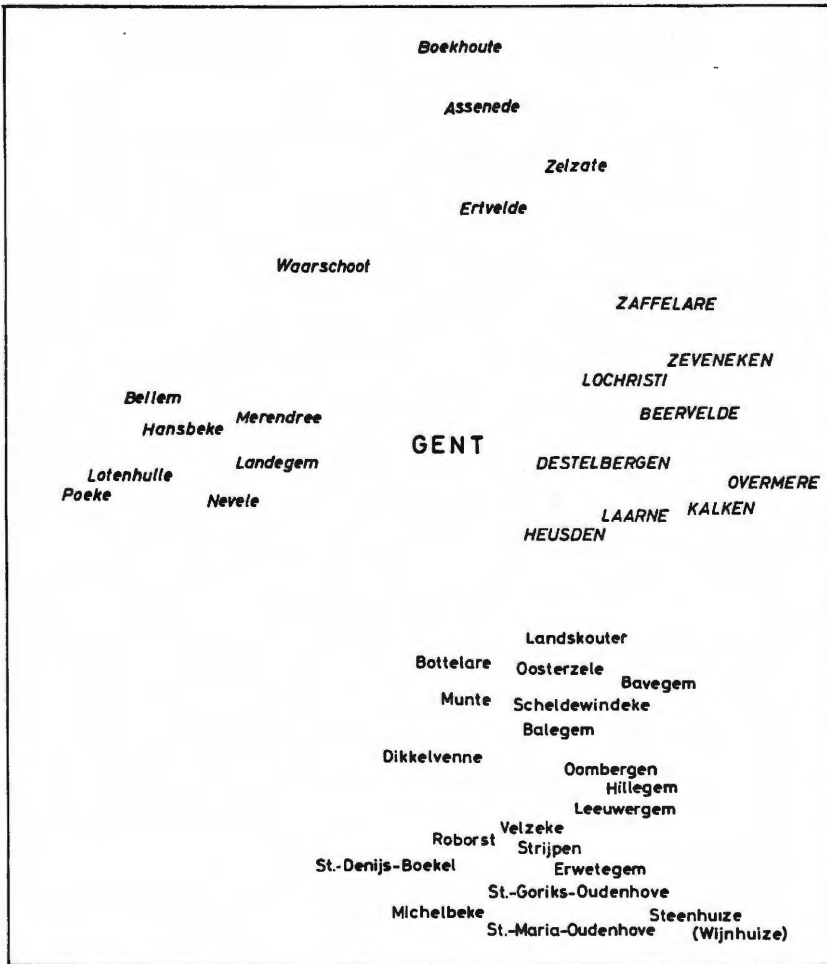 Boekhoute
Assenede
Zelzate
Ertvelde
Waarschoot
ZAFFELARE
ZEVENEKEN
LOCHRISTI
Bellem
BEERVELDE
Merendree
Hansbeke
GENT
Landegem
DESTELBERGEN
Lotenhulle
OVERMERE
Poeke
Nevele
KALKEN
LAARNE
HEUSDEN
Landskouter
Bottelare
Oosterzele
Bavegem
Munte
Scheldewindeke
Balegem
Dikkelvenne
Oombergen
Hillegem
Leeuwergem
Velzeke
Roborst
Strijpen
St.-Denijs-Boekel
Erwetegem
St.-Goriks-Oudenhove
Michelbeke
Steenhuize
St.-Maria-Oudenhove
(Wijnhuize)